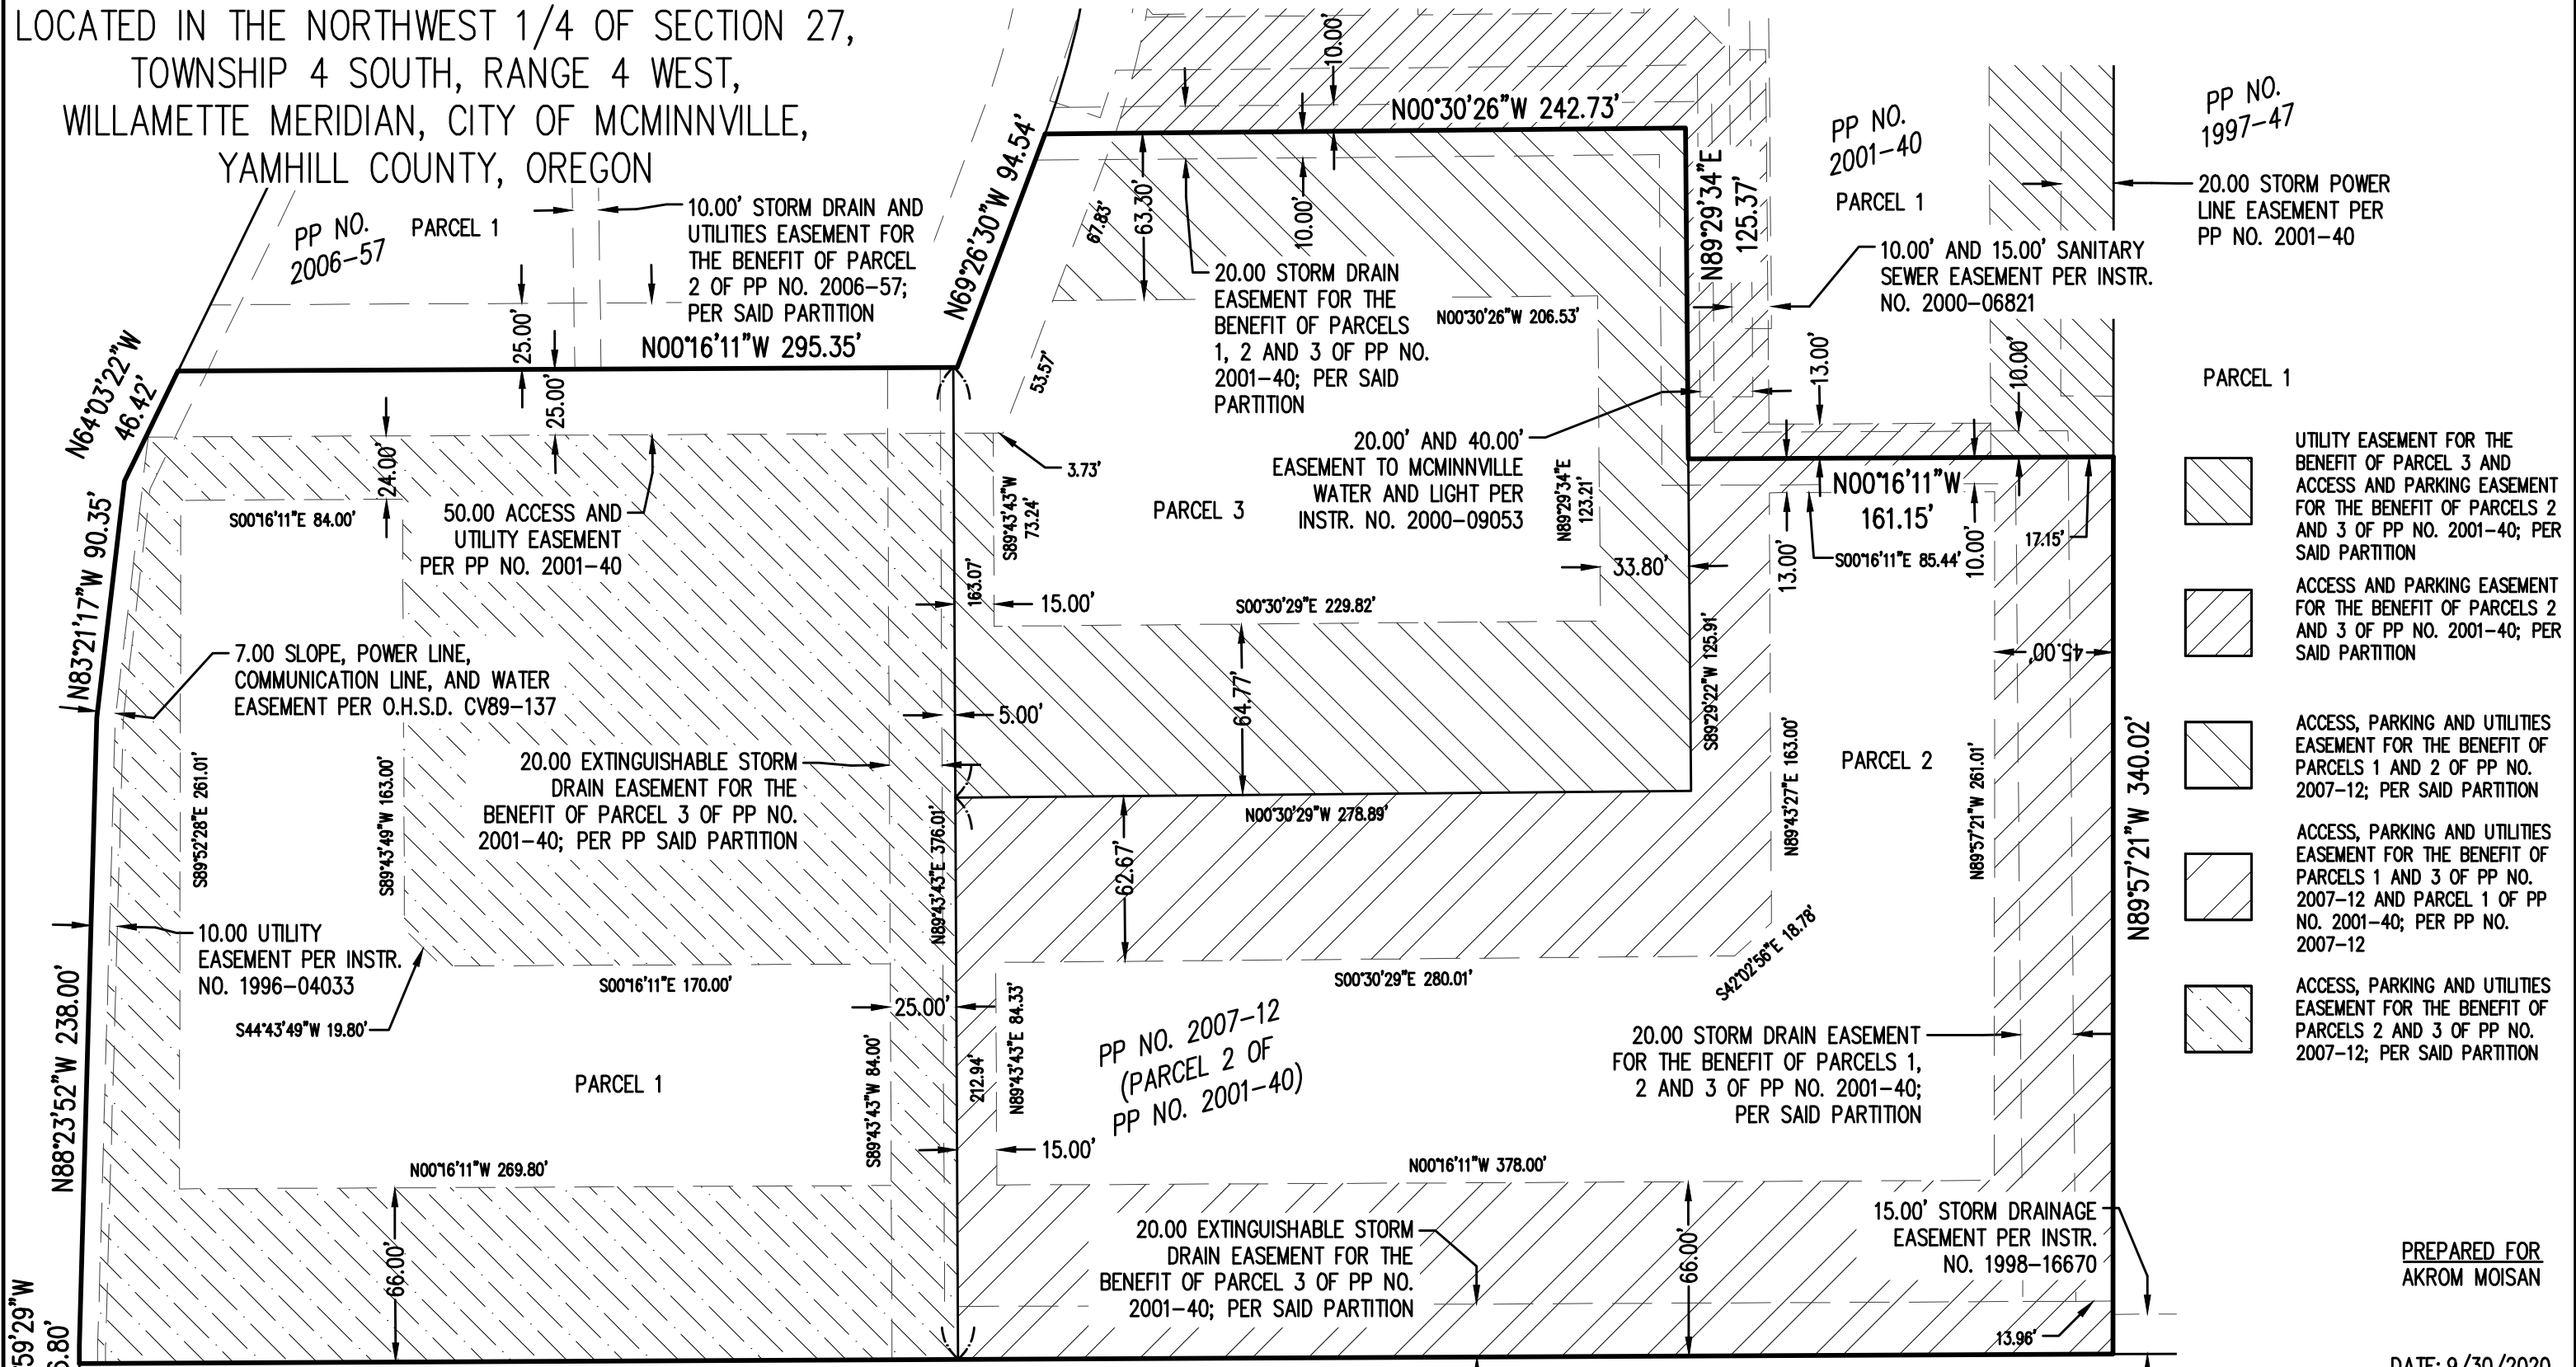 LOCATED IN THE NORTHWEST 1/4 OF SECTION 27,
TOWNSHIP 4 SOUTH, RANGE 4 WEST,
WILLAMETTE MERIDIAN, CITY OF MCMINNVILLE,
YAMHILL COUNTY, OREGON
PP NO.
2006-57
PARCEL 1
10.00' STORM DRAIN AND
UTILITIES EASEMENT FOR
THE BENEFIT OF PARCEL
2 OF PP NO. 2006-57;
PER SAID PARTITION
25.00'
N00°16'11"W 295.35'
N69°26'30"W 94.54'
N64°03'22"W
46.42'
25.00'
24.00'
S00°16'11"E 84.00'
50.00 ACCESS AND
UTILITY EASEMENT
PER PP NO. 2001-40
N83°21'17"W 90.35'
7.00 SLOPE, POWER LINE,
COMMUNICATION LINE, AND WATER
EASEMENT PER O.H.S.D. CV89-137
S89°52'28"E 261.01'
S89°43'49"W 163.00'
20.00 EXTINGUISHABLE STORM
DRAIN EASEMENT FOR THE
BENEFIT OF PARCEL 3 OF PP NO.
2001-40; PER PP SAID PARTITION
N89°43'43"E 376.01'
10.00 UTILITY
EASEMENT PER INSTR.
NO. 1996-04033
S44°43'49"W 19.80'
S00°16'11"E 170.00'
25.00'
N88°23'52"W 238.00'
PARCEL 1
S89°43'43"W 84.00'
N00°16'11"W 269.80'
66.00'
59'29"W
6.80'
10.00'
N00°30'26"W 242.73'
67.83'
63.30'
10.00'
53.57'
20.00 STORM DRAIN
EASEMENT FOR THE
BENEFIT OF PARCELS
1, 2 AND 3 OF PP NO.
2001-40; PER SAID
PARTITION
N00°30'26"W 206.53'
N89°29'34"E
125.37'
20.00' AND 40.00'
EASEMENT TO MCMINNVILLE
WATER AND LIGHT PER
INSTR. NO. 2000-09053
3.73'
S89°43'43"W
73.24'
163.07'
15.00'
PARCEL 3
N89°29'34"E
123.21'
33.80'
S00°30'29"E 229.82'
5.00'
64.77'
S89°29'22"W 125.91'
N00°30'29"W 278.89'
62.67'
S00°30'29"E 280.01'
S42°02'56"E 18.78'
N89°43'43"E 84.33'
212.94'
15.00'
PP NO. 2007-12
(PARCEL 2 OF
PP NO. 2001-40)
N00°16'11"W 378.00'
20.00 STORM DRAIN EASEMENT
FOR THE BENEFIT OF PARCELS 1,
2 AND 3 OF PP NO. 2001-40;
PER SAID PARTITION
20.00 EXTINGUISHABLE STORM
DRAIN EASEMENT FOR THE
BENEFIT OF PARCEL 3 OF PP NO.
2001-40; PER SAID PARTITION
66.00'
15.00' STORM DRAINAGE
EASEMENT PER INSTR.
NO. 1998-16670
13.96'
PP NO.
2001-40
PARCEL 1
10.00' AND 15.00' SANITARY
SEWER EASEMENT PER INSTR.
NO. 2000-06821
13.00'
10.00'
N00°16'11"W
161.15'
17.15'
13.00'
S00°16'11"E 85.44'
10.00'
45.00'
N89°43'27"E 163.00'
PARCEL 2
N89°57'21"W 261.01'
N89°57'21"W 340.02'
PP NO.
1997-47
20.00 STORM POWER
LINE EASEMENT PER
PP NO. 2001-40
PARCEL 1
UTILITY EASEMENT FOR THE
BENEFIT OF PARCEL 3 AND
ACCESS AND PARKING EASEMENT
FOR THE BENEFIT OF PARCELS 2
AND 3 OF PP NO. 2001-40; PER
SAID PARTITION
ACCESS AND PARKING EASEMENT
FOR THE BENEFIT OF PARCELS 2
AND 3 OF PP NO. 2001-40; PER
SAID PARTITION
ACCESS, PARKING AND UTILITIES
EASEMENT FOR THE BENEFIT OF
PARCELS 1 AND 2 OF PP NO.
2007-12; PER SAID PARTITION
ACCESS, PARKING AND UTILITIES
EASEMENT FOR THE BENEFIT OF
PARCELS 1 AND 3 OF PP NO.
2007-12 AND PARCEL 1 OF PP
NO. 2001-40; PER PP NO.
2007-12
ACCESS, PARKING AND UTILITIES
EASEMENT FOR THE BENEFIT OF
PARCELS 2 AND 3 OF PP NO.
2007-12; PER SAID PARTITION
PREPARED FOR
AKROM MOISAN
DATE: 9/30/2020